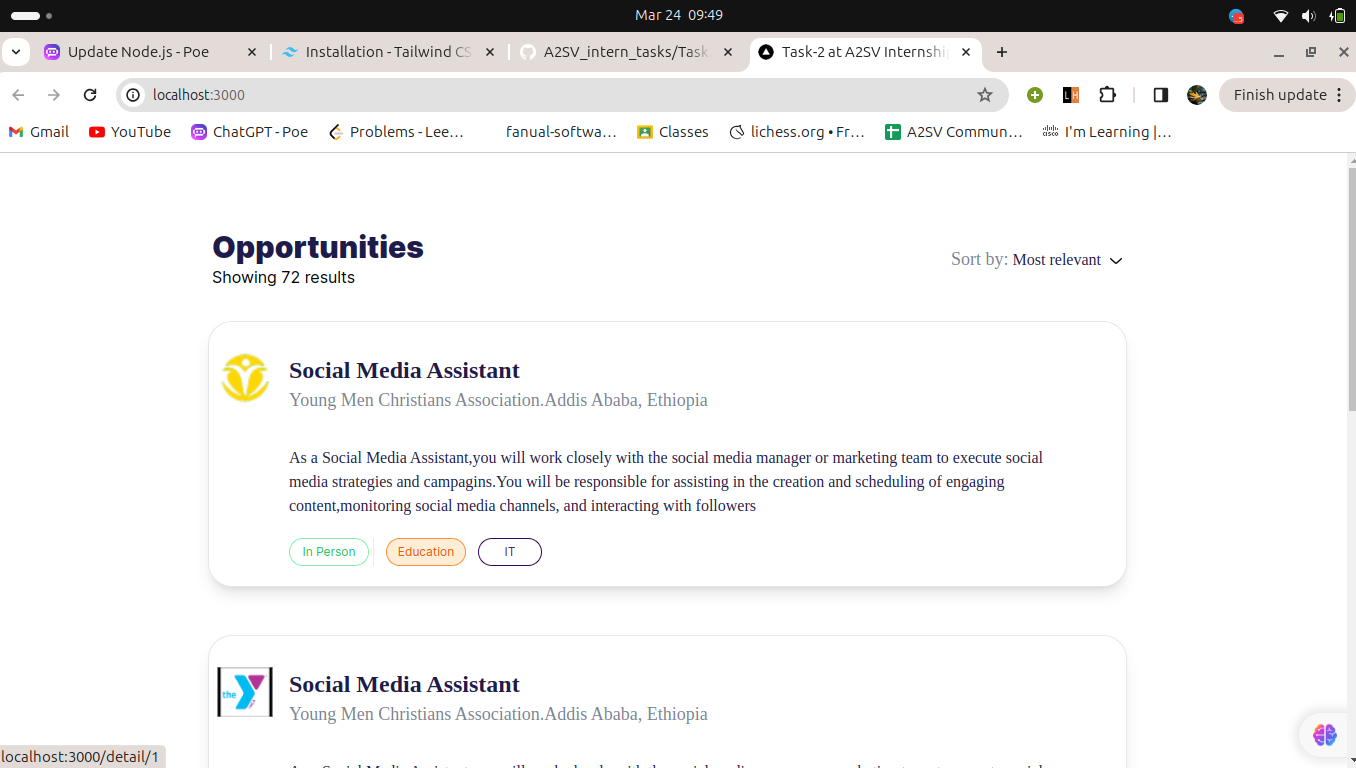 Mar 24 09:49
Update Node.js - Poe
Installation - Tailwind CS
A2SV_intern_tasks/Task
Task-2 at A2SV Internship
localhost:3000
Finish update
Gmail
YouTube
ChatGPT - Poe
Problems - Lee…
fanual-softwa…
Classes
lichess.org • Fr…
A2SV Commun…
I'm Learning |…
Opportunities
Showing 72 results
Sort by: Most relevant
Social Media Assistant
Young Men Christians Association.Addis Ababa, Ethiopia
As a Social Media Assistant,you will work closely with the social media manager or marketing team to execute social
media strategies and campagins.You will be responsible for assisting in the creation and scheduling of engaging
content,monitoring social media channels, and interacting with followers
In Person
Education
IT
the
Social Media Assistant
Young Men Christians Association.Addis Ababa, Ethiopia
localhost:3000/detail/1